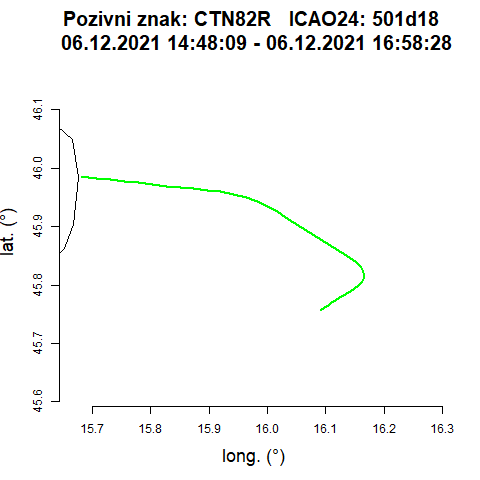 Pozivni znak: CTN82R   ICAO24: 501d18
06.12.2021 14:48:09 - 06.12.2021 16:58:28
46.1
46.0
45.9
45.8
45.7
45.6
lat. (°)
15.7 15.8 15.9 16.0 16.1 16.2 16.3
long. (°)